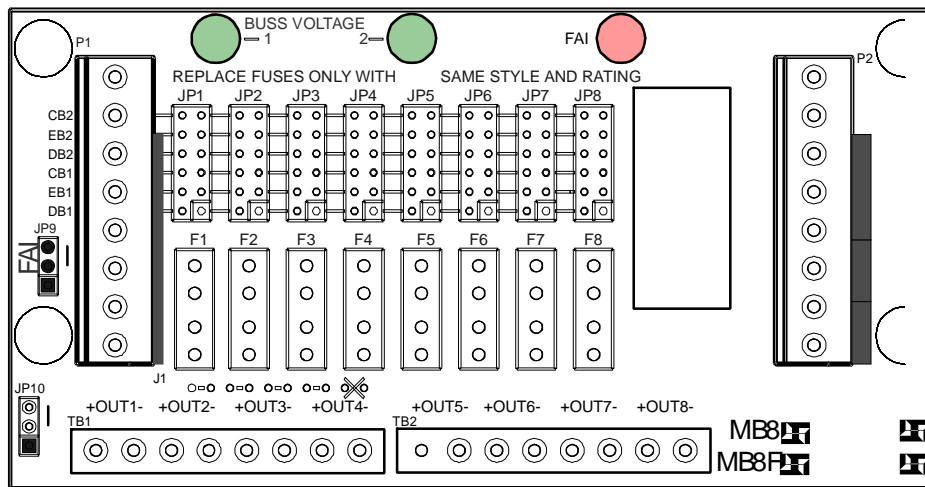 BUSS VOLTAGE
1
2
FAI
P1
P2
REPLACE FUSES ONLY WITH SAME STYLE AND RATING
JP1 JP2 JP3 JP4 JP5 JP6 JP7 JP8
CB2
EB2
DB2
CB1
EB1
DB1
JP9
FAI
F1 F2 F3 F4 F5 F6 F7 F8
J1
JP10
+OUT1- +OUT2- +OUT3- +OUT4- +OUT5- +OUT6- +OUT7- +OUT8-
TB1 TB2
MB8
MB8F